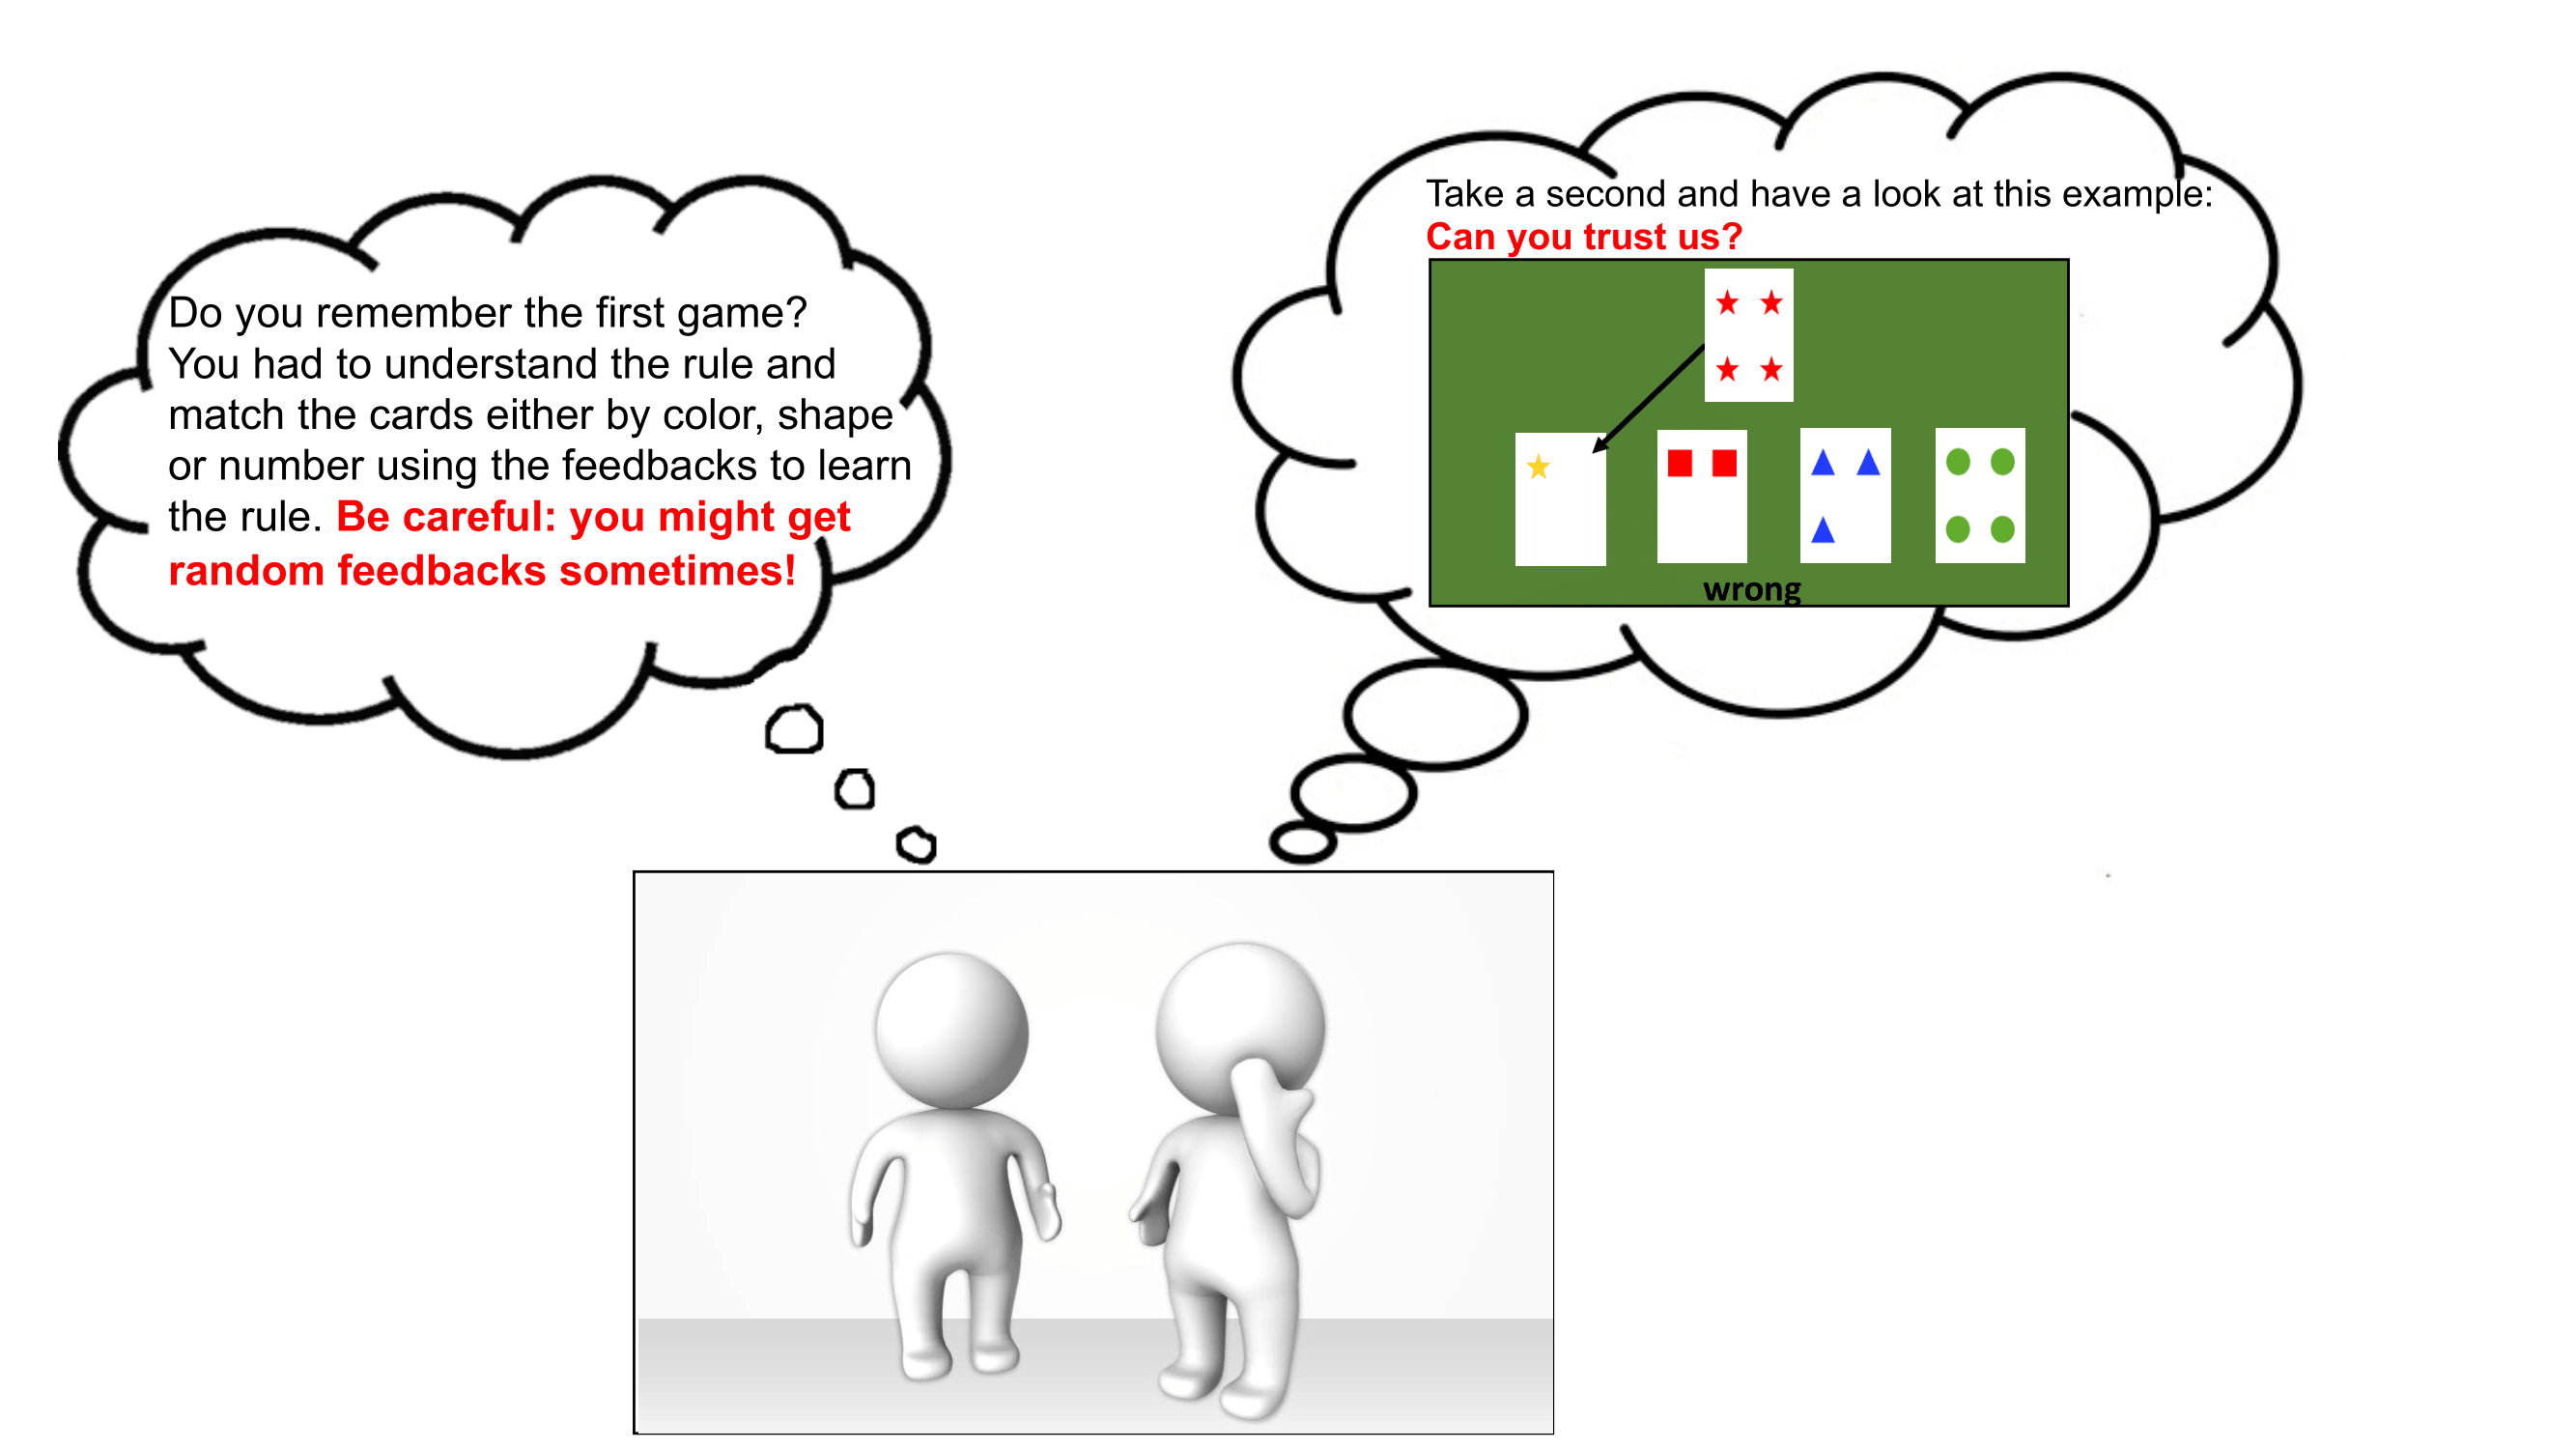 Do you remember the first game?
You had to understand the rule and
match the cards either by color, shape
or number using the feedbacks to learn
the rule. Be careful: you might get
random feedbacks sometimes!
Take a second and have a look at this example:
Can you trust us?
wrong